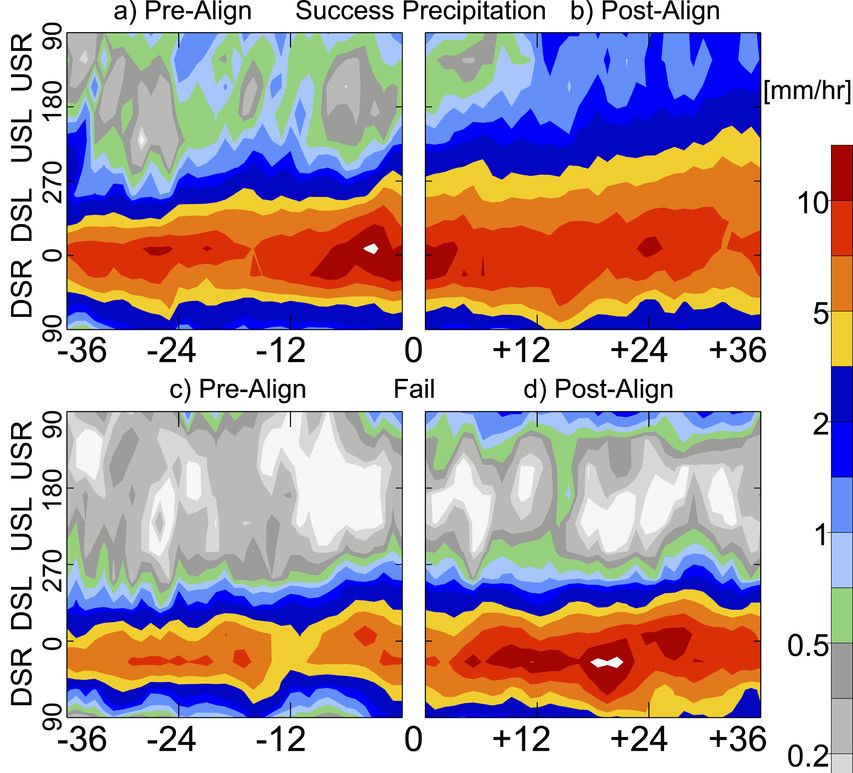 a) Pre-Align Success Precipitation b) Post-Align
[mm/hr]
90 USR 180 USL 270 DSL 0 DSR 90
10
5
2
1
0.5
0.2
-36 -24 -12 0 +12 +24 +36
c) Pre-Align Fail d) Post-Align
90 USR 180 USL 270 DSL 0 DSR 90
-36 -24 -12 0 +12 +24 +36